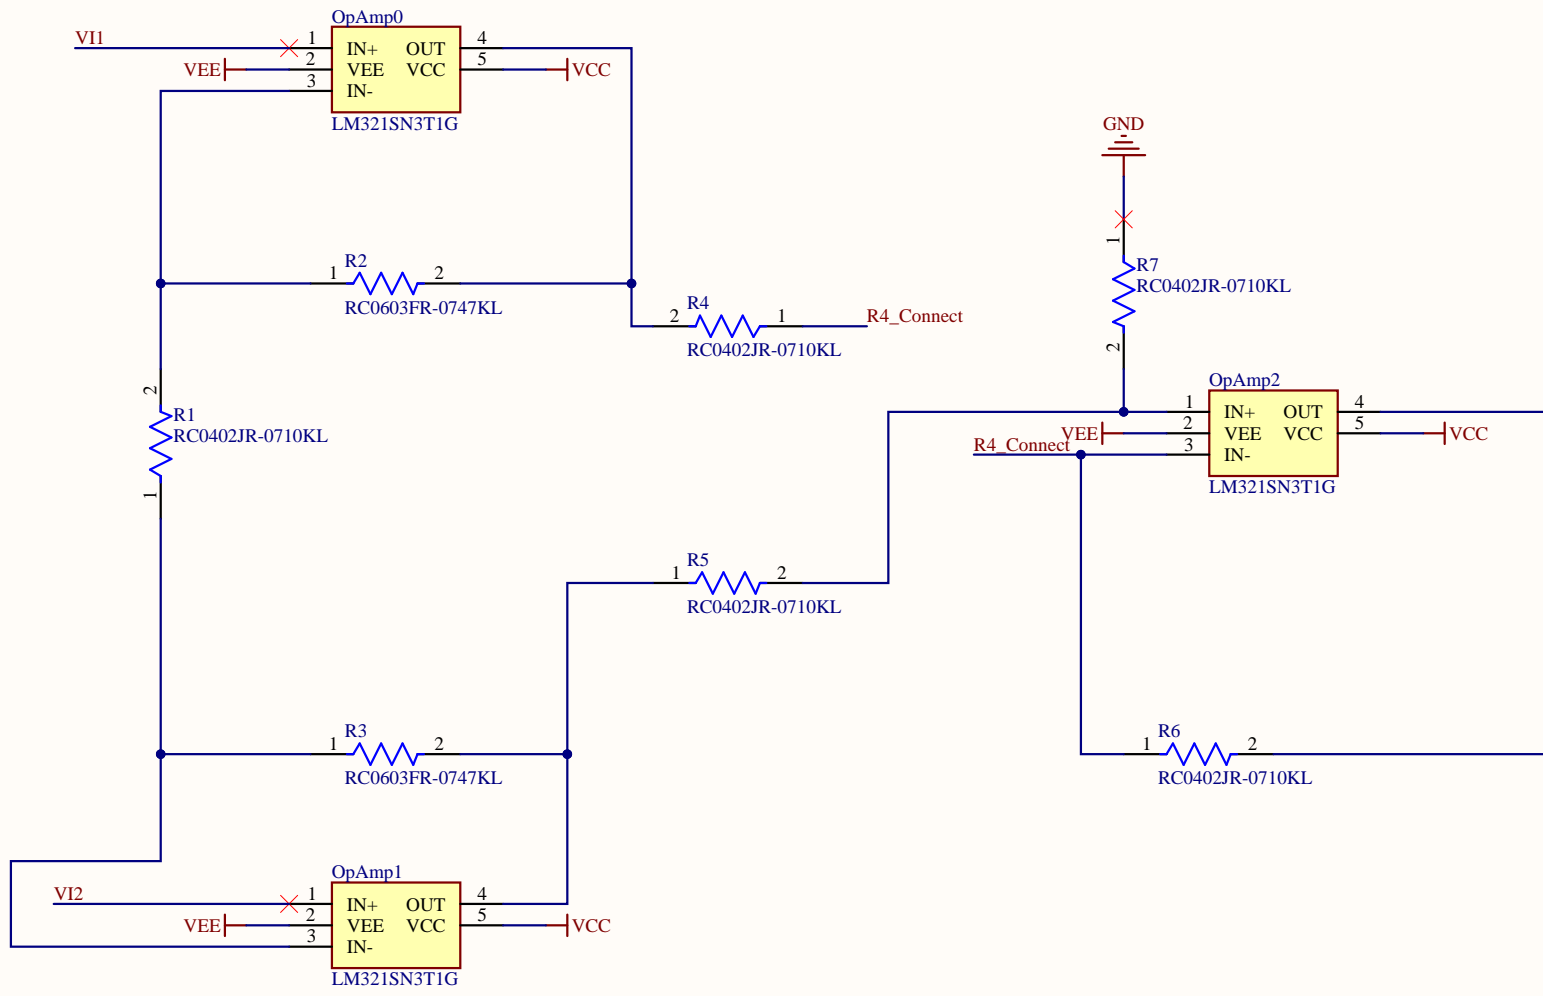 OpAmp0
VI1
1
IN+
OUT
4
VEE
2
VEE
VCC
5
VCC
3
IN-
LM321SN3T1G
GND
1
R7
RC0402JR-0710KL
2
R2
1
2
RC0603FR-0747KL
R4
2
1
R4_Connect
RC0402JR-0710KL
2
R1
RC0402JR-0710KL
1
OpAmp2
1
IN+
OUT
4
VEE
2
VEE
VCC
5
VCC
R4_Connect
3
IN-
LM321SN3T1G
R5
1
2
RC0402JR-0710KL
R3
1
2
RC0603FR-0747KL
R6
1
2
RC0402JR-0710KL
OpAmp1
VI2
1
IN+
OUT
4
VEE
2
VEE
VCC
5
VCC
3
IN-
LM321SN3T1G